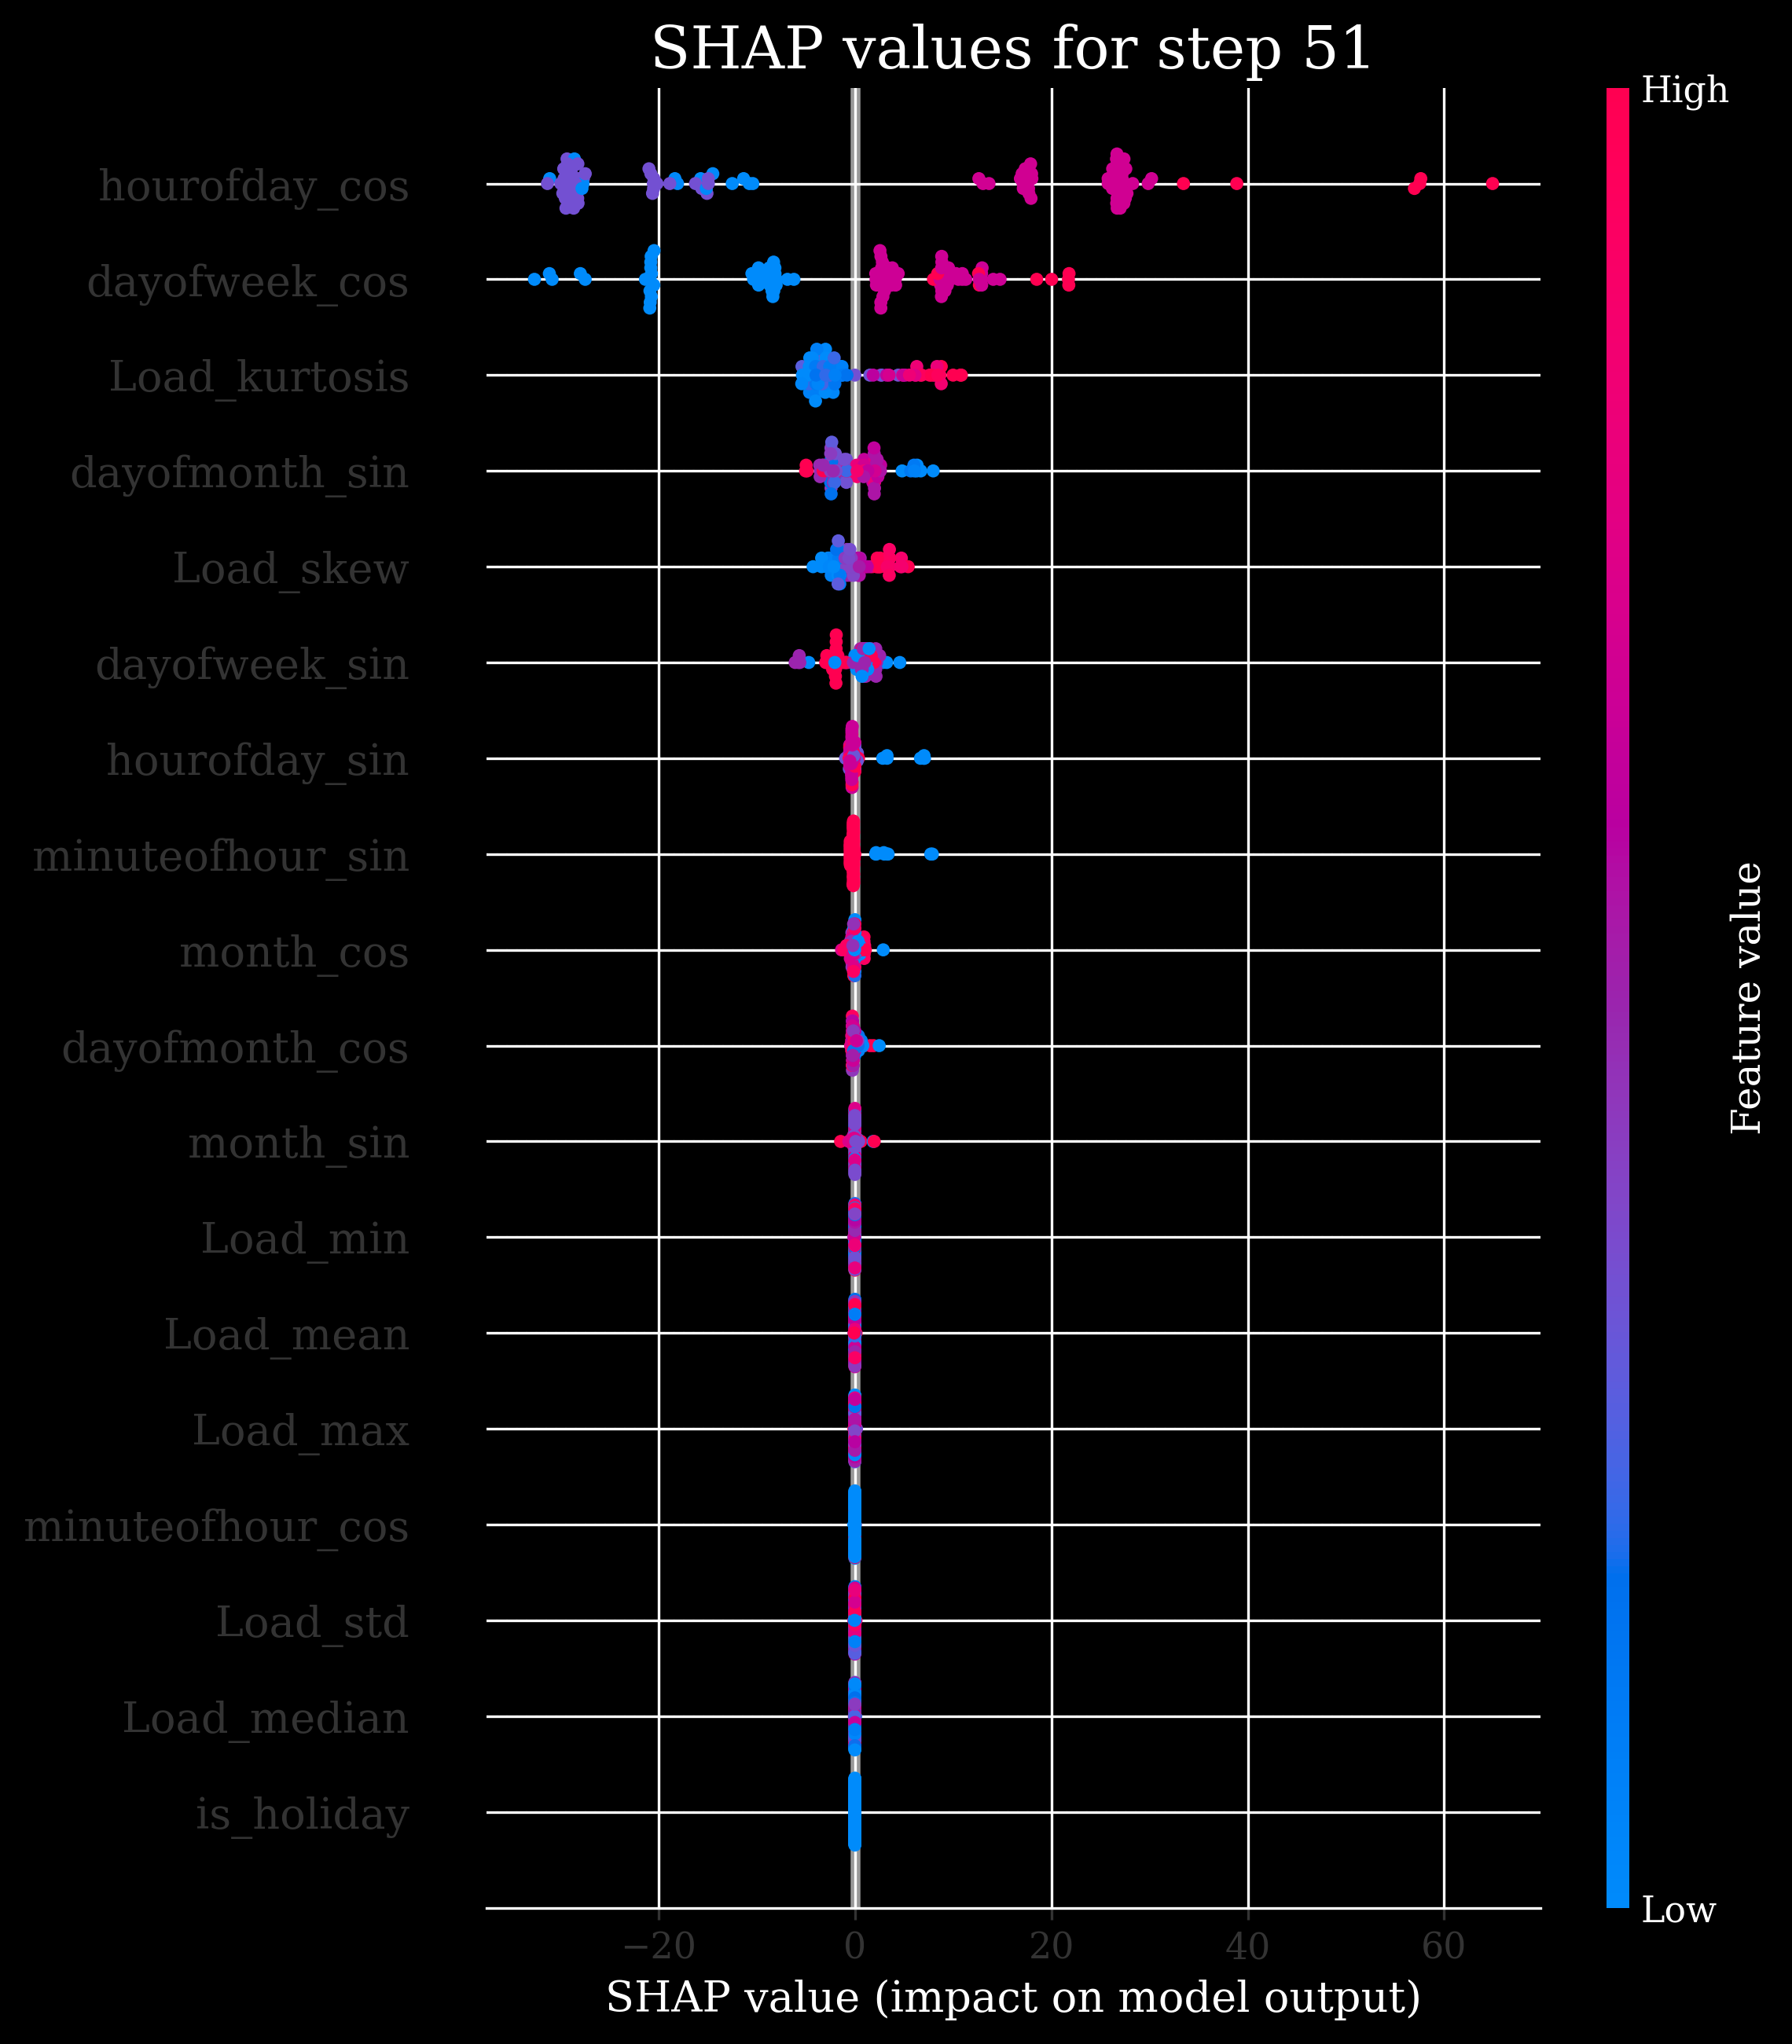 SHAP values for step 51
High
hourofday_cos
dayofweek_cos
Load_kurtosis
dayofmonth_sin
Load_skew
dayofweek_sin
hourofday_sin
minuteofhour_sin
month_cos
dayofmonth_cos
month_sin
Load_min
Load_mean
Load_max
minuteofhour_cos
Load_std
Load_median
is_holiday
Feature value
Low
−20 0 20 40 60
SHAP value (impact on model output)